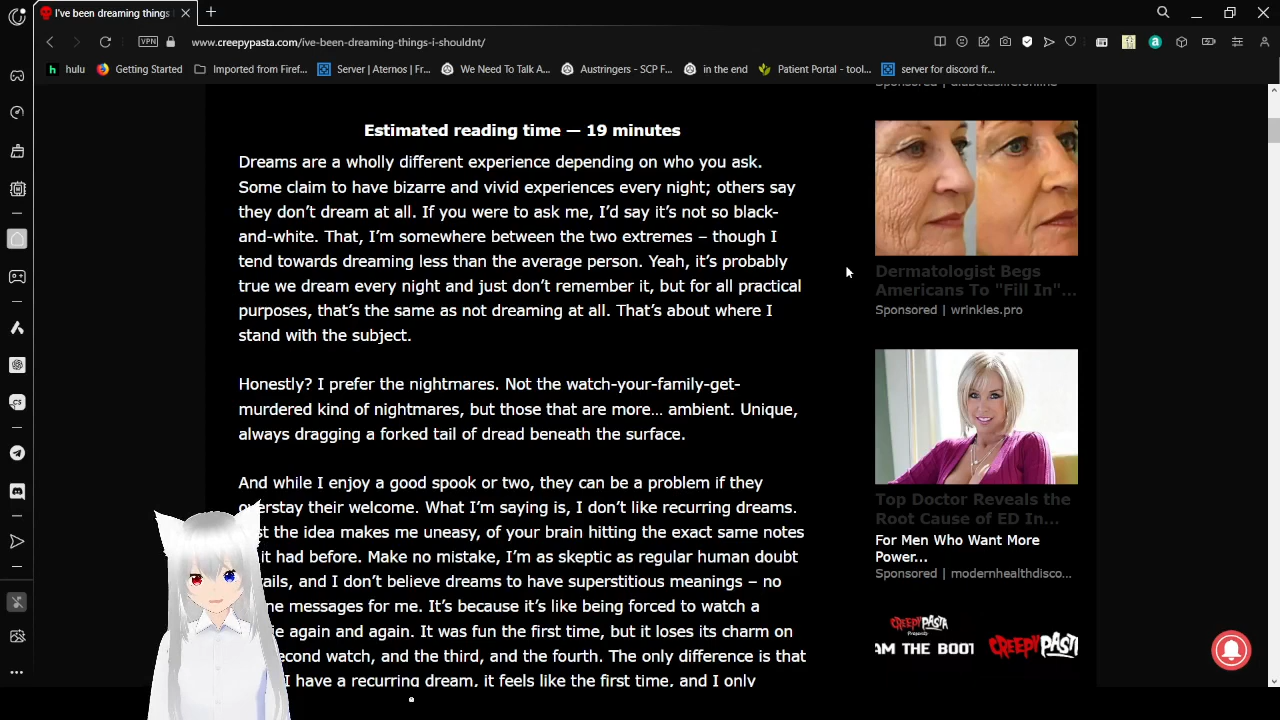 I've been dreaming things
www.creepypasta.com/ive-been-dreaming-things-i-shouldnt/
VPN
hulu
Getting Started
Imported from Firef...
Server | Aternos | Fr...
We Need To Talk A...
Austringers - SCP F...
in the end
Patient Portal - tool...
server for discord fr...
Estimated reading time — 19 minutes
Dreams are a wholly different experience depending on who you ask.
Some claim to have bizarre and vivid experiences every night; others say
they don't dream at all. If you were to ask me, I'd say it's not so black-
and-white. That, I'm somewhere between the two extremes – though I
tend towards dreaming less than the average person. Yeah, it's probably
true we dream every night and just don't remember it, but for all practical
purposes, that's the same as not dreaming at all. That's about where I
stand with the subject.
Honestly? I prefer the nightmares. Not the watch-your-family-get-
murdered kind of nightmares, but those that are more... ambient. Unique,
always dragging a forked tail of dread beneath the surface.
And while I enjoy a good spook or two, they can be a problem if they
overstay their welcome. What I'm saying is, I don't like recurring dreams.
the idea makes me uneasy, of your brain hitting the exact same notes
it had before. Make no mistake, I'm as skeptic as regular human doubt
and I don't believe dreams to have superstitious meanings – no
messages for me. It's because it's like being forced to watch a
again and again. It was fun the first time, but it loses its charm on
second watch, and the third, and the fourth. The only difference is that
I have a recurring dream, it feels like the first time, and I only
Sponsored | diabeteslife.online
Dermatologist Begs
Americans To "Fill In"...
Sponsored | wrinkles.pro
Top Doctor Reveals the
Root Cause of ED In...
For Men Who Want More
Power...
Sponsored | modernhealthdisco...
CREEPYPASTA
Presents
AM THE BOOT
CREEPYPASTA